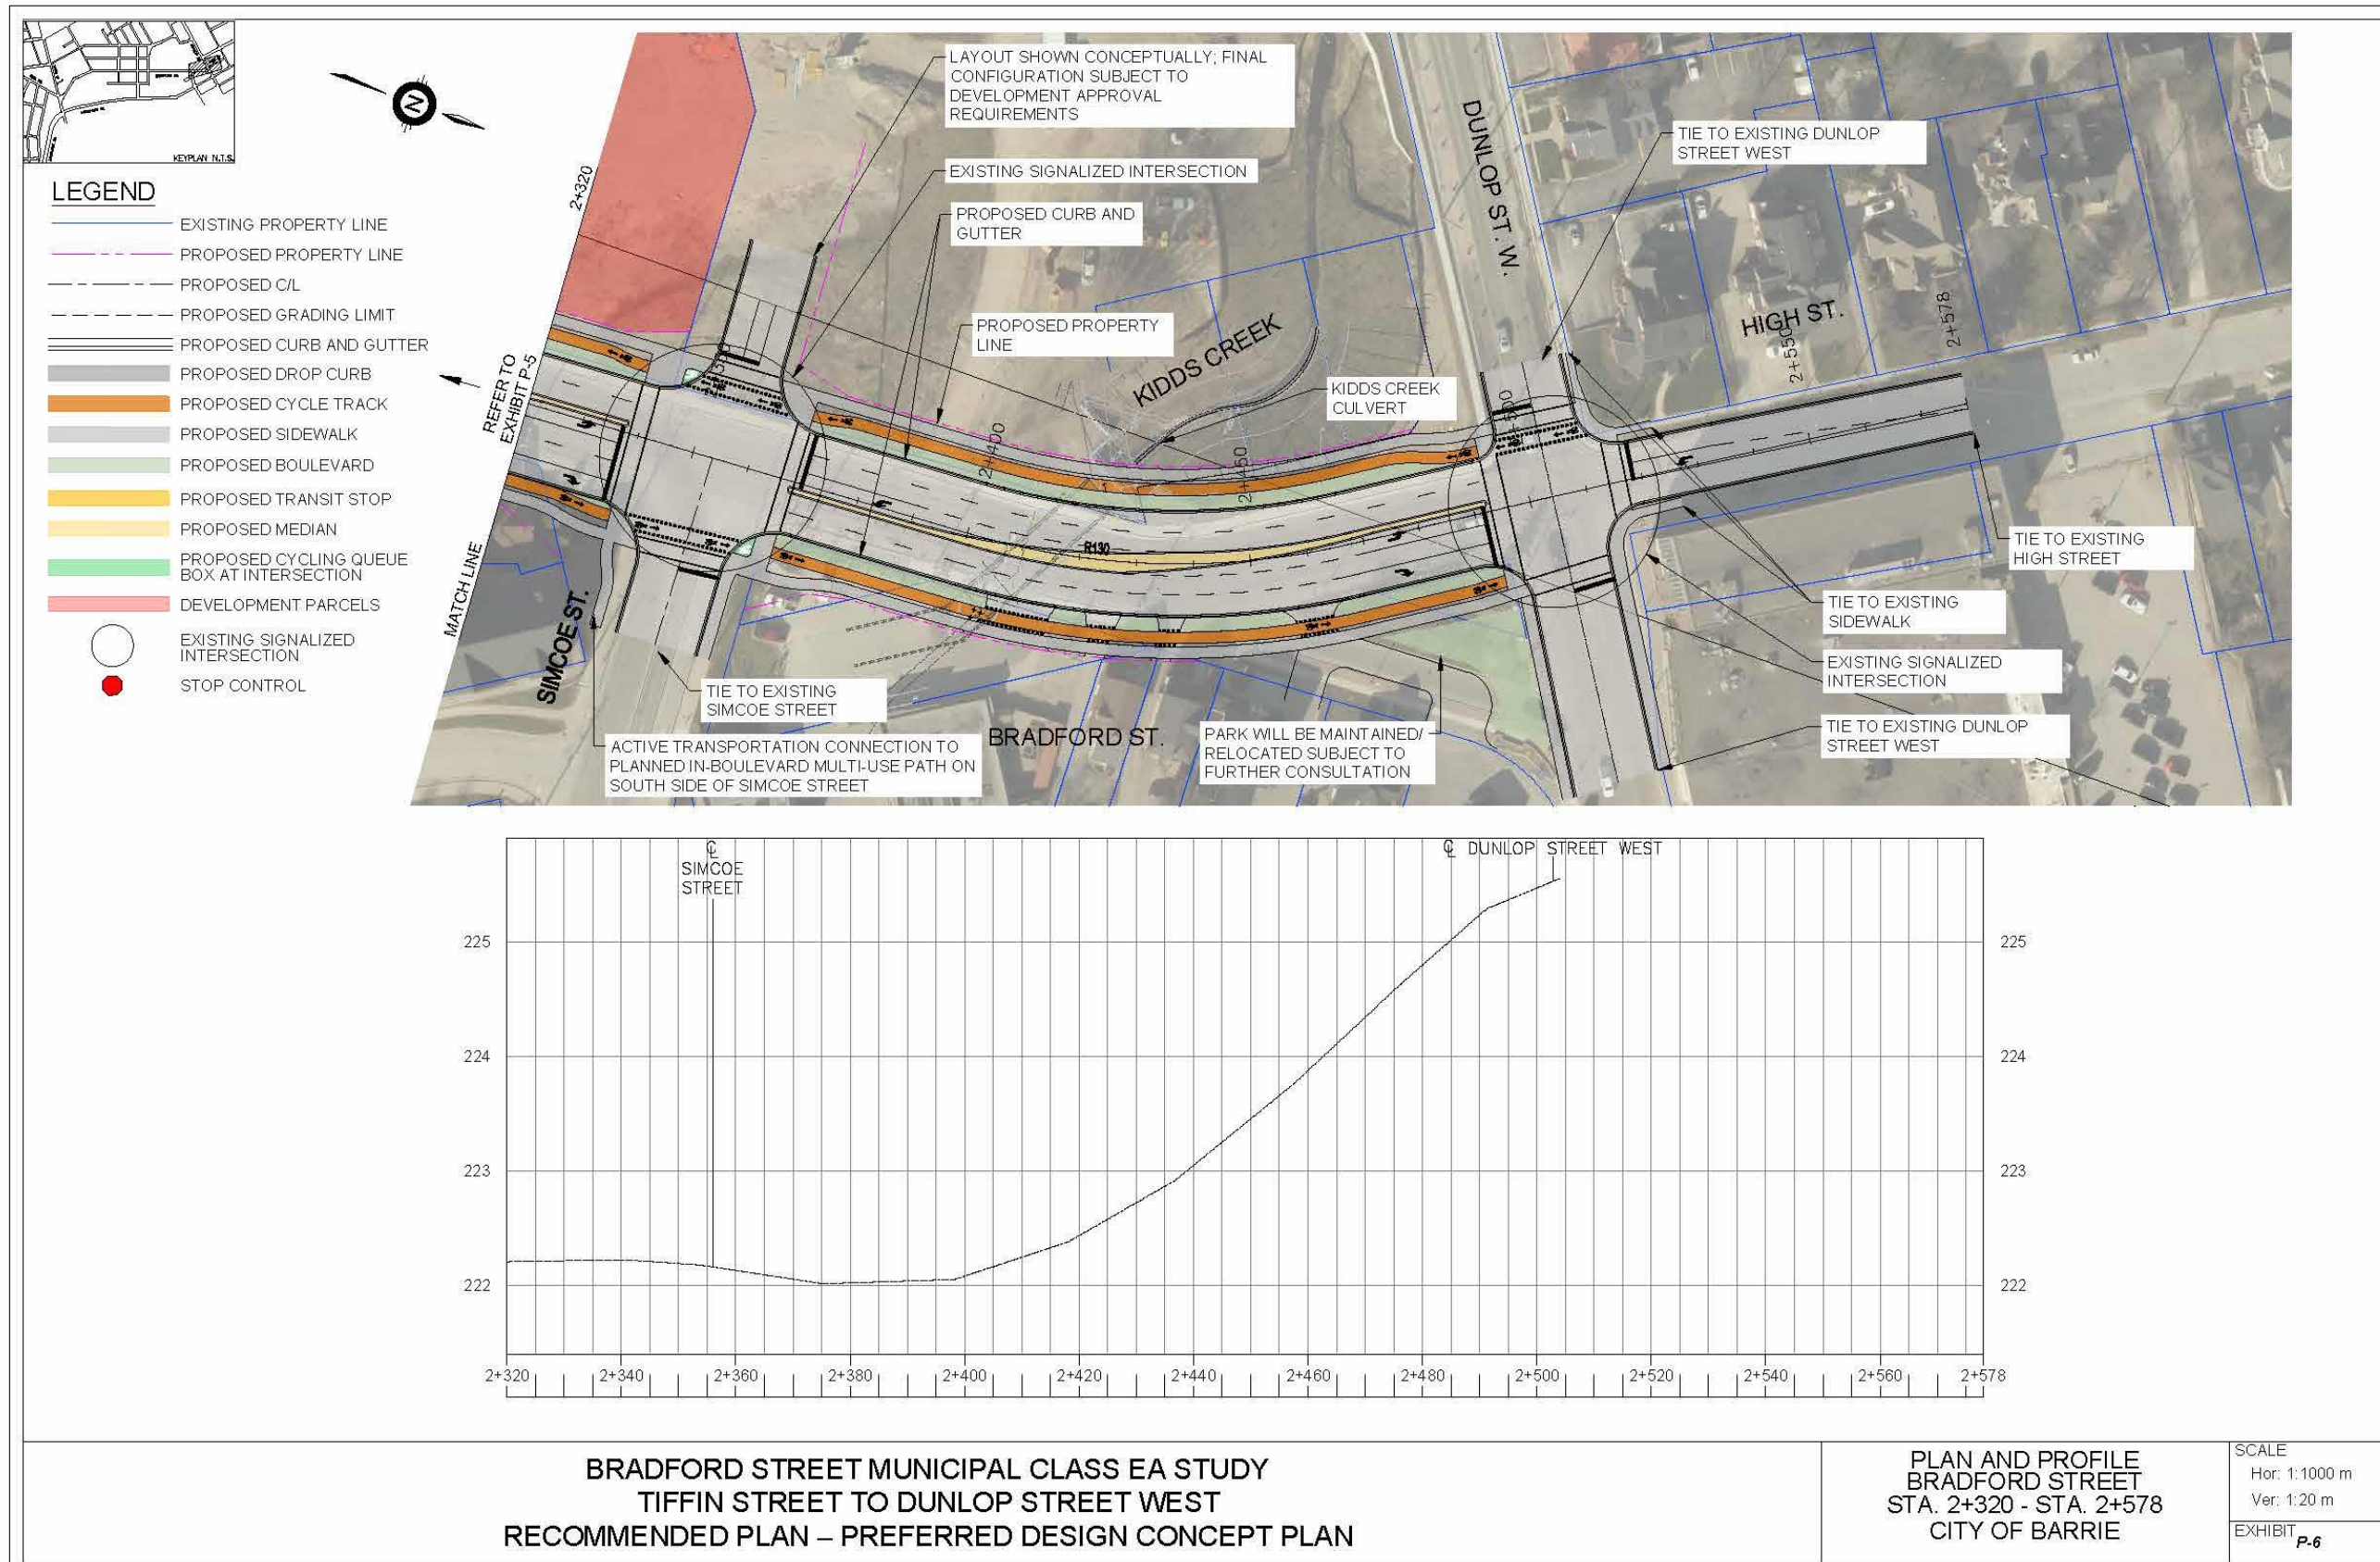 KEYPLAN N.T.S.
LEGEND
EXISTING PROPERTY LINE
PROPOSED PROPERTY LINE
PROPOSED C/L
PROPOSED GRADING LIMIT
PROPOSED CURB AND GUTTER
PROPOSED DROP CURB
PROPOSED CYCLE TRACK
PROPOSED SIDEWALK
PROPOSED BOULEVARD
PROPOSED TRANSIT STOP
PROPOSED MEDIAN
PROPOSED CYCLING QUEUE
BOX AT INTERSECTION
DEVELOPMENT PARCELS
EXISTING SIGNALIZED
INTERSECTION
STOP CONTROL
N
2+320
REFER TO
EXHIBIT P-5
MATCH LINE
LAYOUT SHOWN CONCEPTUALLY; FINAL
CONFIGURATION SUBJECT TO
DEVELOPMENT APPROVAL
REQUIREMENTS
EXISTING SIGNALIZED INTERSECTION
PROPOSED CURB AND
GUTTER
PROPOSED PROPERTY
LINE
KIDDS CREEK
KIDDS CREEK
CULVERT
DUNLOP ST. W.
TIE TO EXISTING DUNLOP
STREET WEST
HIGH ST.
2+550
2+578
2+400
2+450
R130
TIE TO EXISTING
HIGH STREET
TIE TO EXISTING
SIDEWALK
EXISTING SIGNALIZED
INTERSECTION
TIE TO EXISTING DUNLOP
STREET WEST
SIMCOE ST.
TIE TO EXISTING
SIMCOE STREET
ACTIVE TRANSPORTATION CONNECTION TO
PLANNED IN-BOULEVARD MULTI-USE PATH ON
SOUTH SIDE OF SIMCOE STREET
BRADFORD ST.
PARK WILL BE MAINTAINED/
RELOCATED SUBJECT TO
FURTHER CONSULTATION
℄
SIMCOE
STREET
℄ DUNLOP STREET WEST
225 225
224 224
223 223
222 222
2+320 2+340 2+360 2+380 2+400 2+420 2+440 2+460 2+480 2+500 2+520 2+540 2+560 2+578
BRADFORD STREET MUNICIPAL CLASS EA STUDY
TIFFIN STREET TO DUNLOP STREET WEST
RECOMMENDED PLAN – PREFERRED DESIGN CONCEPT PLAN
PLAN AND PROFILE
BRADFORD STREET
STA. 2+320 - STA. 2+578
CITY OF BARRIE
SCALE
Hor: 1:1000 m
Ver: 1:20 m
EXHIBIT P-6